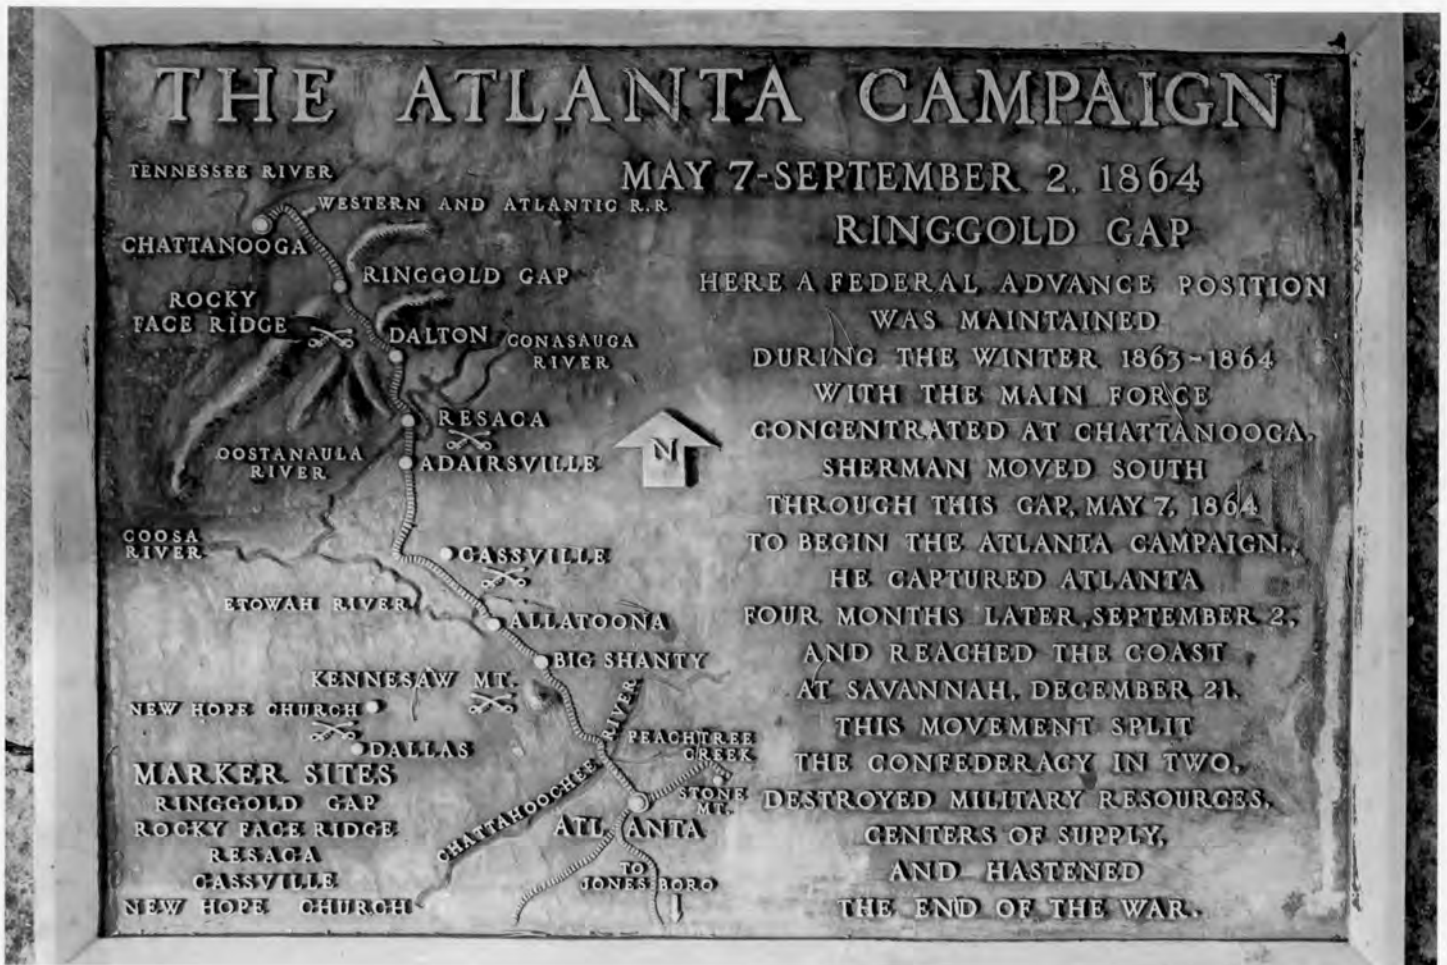 THE ATLANTA CAMPAIGN
MAY 7-SEPTEMBER 2, 1864
RINGGOLD GAP
HERE A FEDERAL ADVANCE POSITION
WAS MAINTAINED
DURING THE WINTER 1863-1864
WITH THE MAIN FORCE
CONCENTRATED AT CHATTANOOGA.
SHERMAN MOVED SOUTH
THROUGH THIS GAP, MAY 7, 1864
TO BEGIN THE ATLANTA CAMPAIGN.
HE CAPTURED ATLANTA
FOUR MONTHS LATER, SEPTEMBER 2,
AND REACHED THE COAST
AT SAVANNAH, DECEMBER 21.
THIS MOVEMENT SPLIT
THE CONFEDERACY IN TWO,
DESTROYED MILITARY RESOURCES,
CENTERS OF SUPPLY,
AND HASTENED
THE END OF THE WAR.
TENNESSEE RIVER
WESTERN AND ATLANTIC R.R.
CHATTANOOGA
RINGGOLD GAP
ROCKY
FACE RIDGE
DALTON
CONASAUGA
RIVER
RESACA
OOSTANAULA
RIVER
ADAIRSVILLE
N
COOSA
RIVER
CASSVILLE
ETOWAH RIVER
ALLATOONA
BIG SHANTY
KENNESAW MT.
NEW HOPE CHURCH
DALLAS
CHATTAHOOCHEE RIVER
PEACHTREE
CREEK
STONE
MT.
ATLANTA
TO
JONESBORO
MARKER SITES
RINGGOLD GAP
ROCKY FACE RIDGE
RESACA
CASSVILLE
NEW HOPE CHURCH